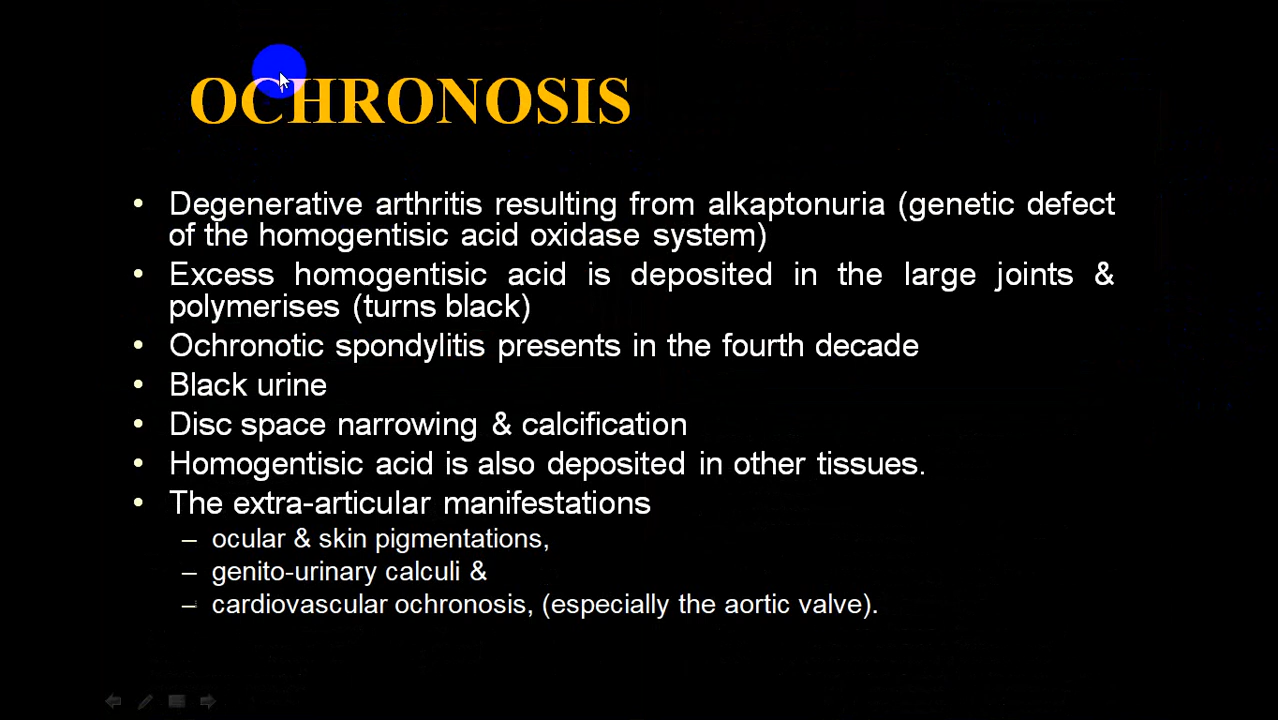 OCHRONOSIS
• Degenerative arthritis resulting from alkaptonuria (genetic defect
of the homogentisic acid oxidase system)
• Excess homogentisic acid is deposited in the large joints &
polymerises (turns black)
• Ochronotic spondylitis presents in the fourth decade
• Black urine
• Disc space narrowing & calcification
• Homogentisic acid is also deposited in other tissues.
• The extra-articular manifestations
– ocular & skin pigmentations,
– genito-urinary calculi &
– cardiovascular ochronosis, (especially the aortic valve).